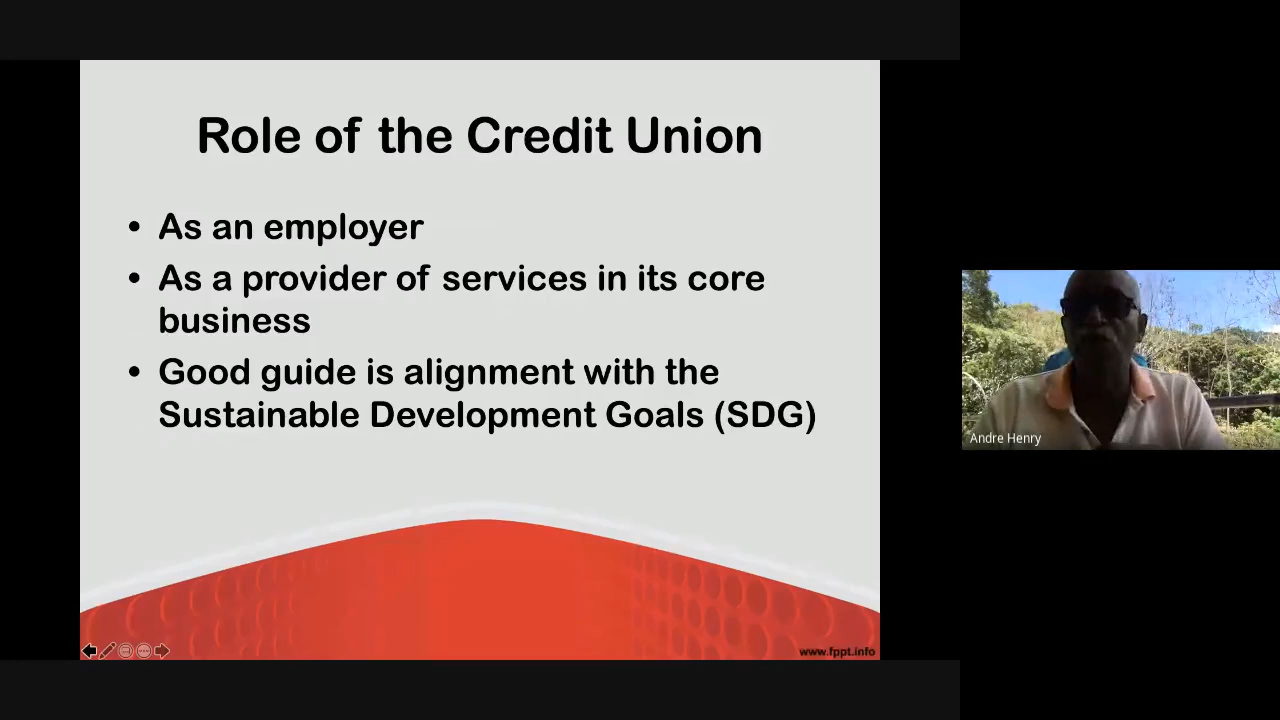 Role of the Credit Union
• As an employer
• As a provider of services in its core
business
• Good guide is alignment with the
Sustainable Development Goals (SDG)
www.fppt.info
Andre Henry